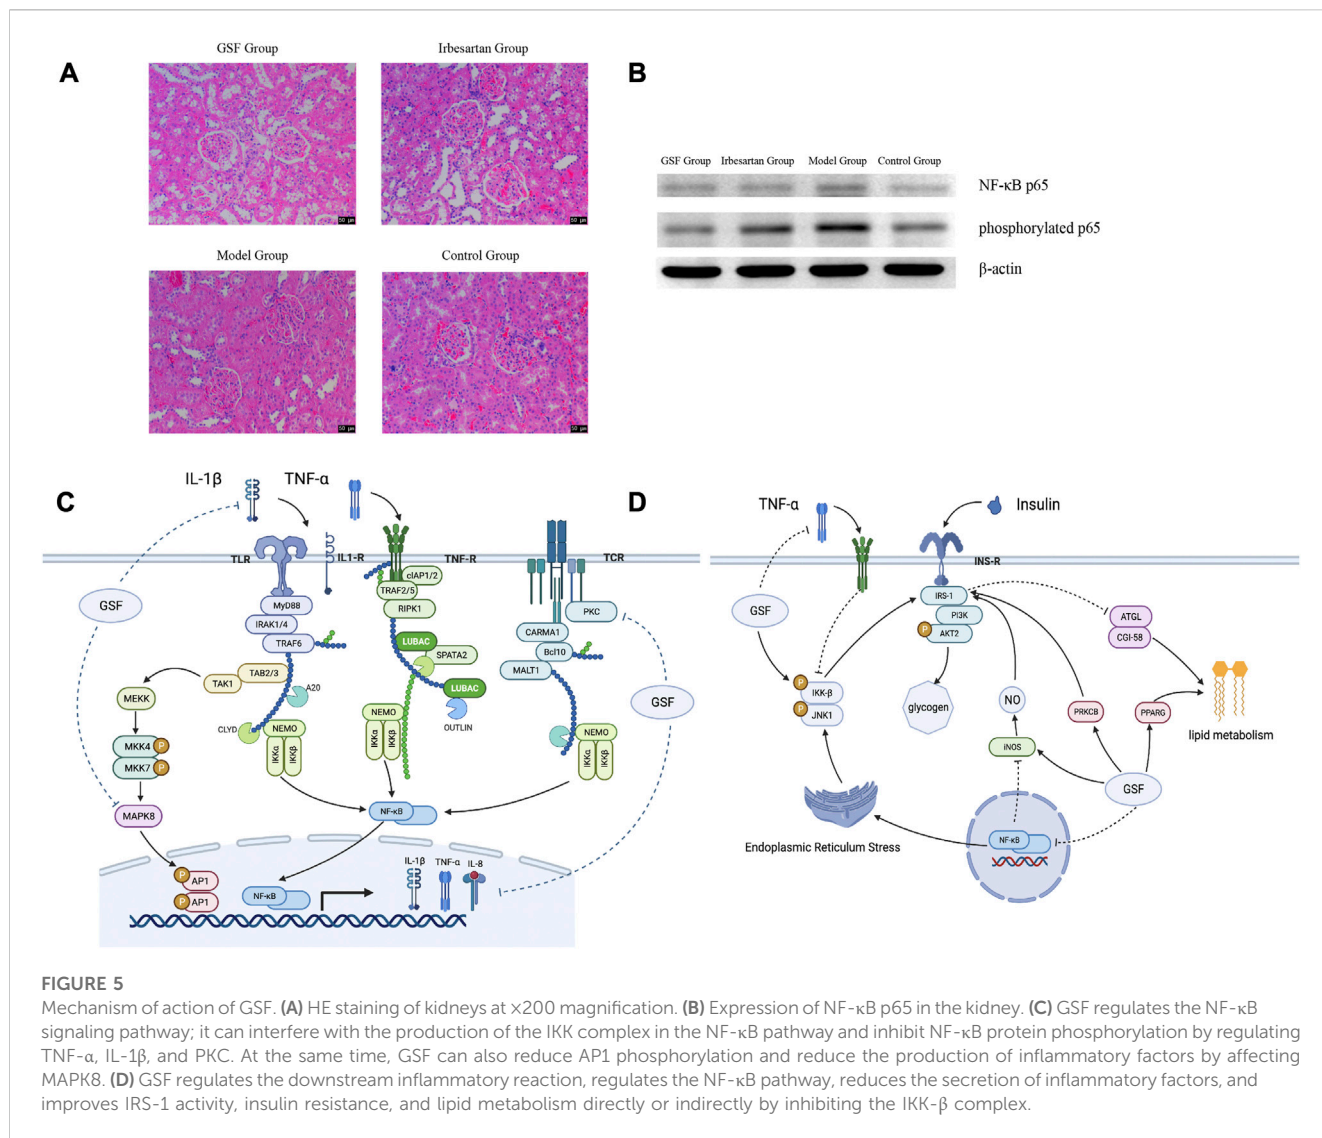 GSF Group
Irbesartan Group
A
50 μm
50 μm
Model Group
Control Group
50 μm
50 μm
B
GSF Group
Irbesartan Group
Model Group
Control Group
NF-κB p65
phosphorylated p65
β-actin
C
IL-1β
TNF-α
TLR
IL1-R
TNF-R
TCR
GSF
MyD88
IRAK1/4
TRAF6
TAB2/3
TAK1
MEKK
MKK4
P
MKK7
P
MAPK8
A20
CLYD
NEMO
IKKα
IKKβ
cIAP1/2
TRAF2/5
RIPK1
LUBAC
SPATA2
LUBAC
OUTLIN
NEMO
IKKα
IKKβ
PKC
CARMA1
Bcl10
MALT1
GSF
NEMO
IKKα
IKKβ
NF-κB
P
AP1
P
AP1
NF-κB
IL-1β
TNF-α
IL-8
D
TNF-α
Insulin
INS-R
GSF
IRS-1
PI3K
P
AKT2
ATGL
CGI-58
P
IKK-β
P
JNK1
glycogen
NO
PRKCB
PPARG
lipid metabolism
iNOS
GSF
Endoplasmic Reticulum Stress
NF-κB
FIGURE 5
Mechanism of action of GSF. (A) HE staining of kidneys at ×200 magnification. (B) Expression of NF-κB p65 in the kidney. (C) GSF regulates the NF-κB
signaling pathway; it can interfere with the production of the IKK complex in the NF-κB pathway and inhibit NF-κB protein phosphorylation by regulating
TNF-α, IL-1β, and PKC. At the same time, GSF can also reduce AP1 phosphorylation and reduce the production of inflammatory factors by affecting
MAPK8. (D) GSF regulates the downstream inflammatory reaction, regulates the NF-κB pathway, reduces the secretion of inflammatory factors, and
improves IRS-1 activity, insulin resistance, and lipid metabolism directly or indirectly by inhibiting the IKK-β complex.